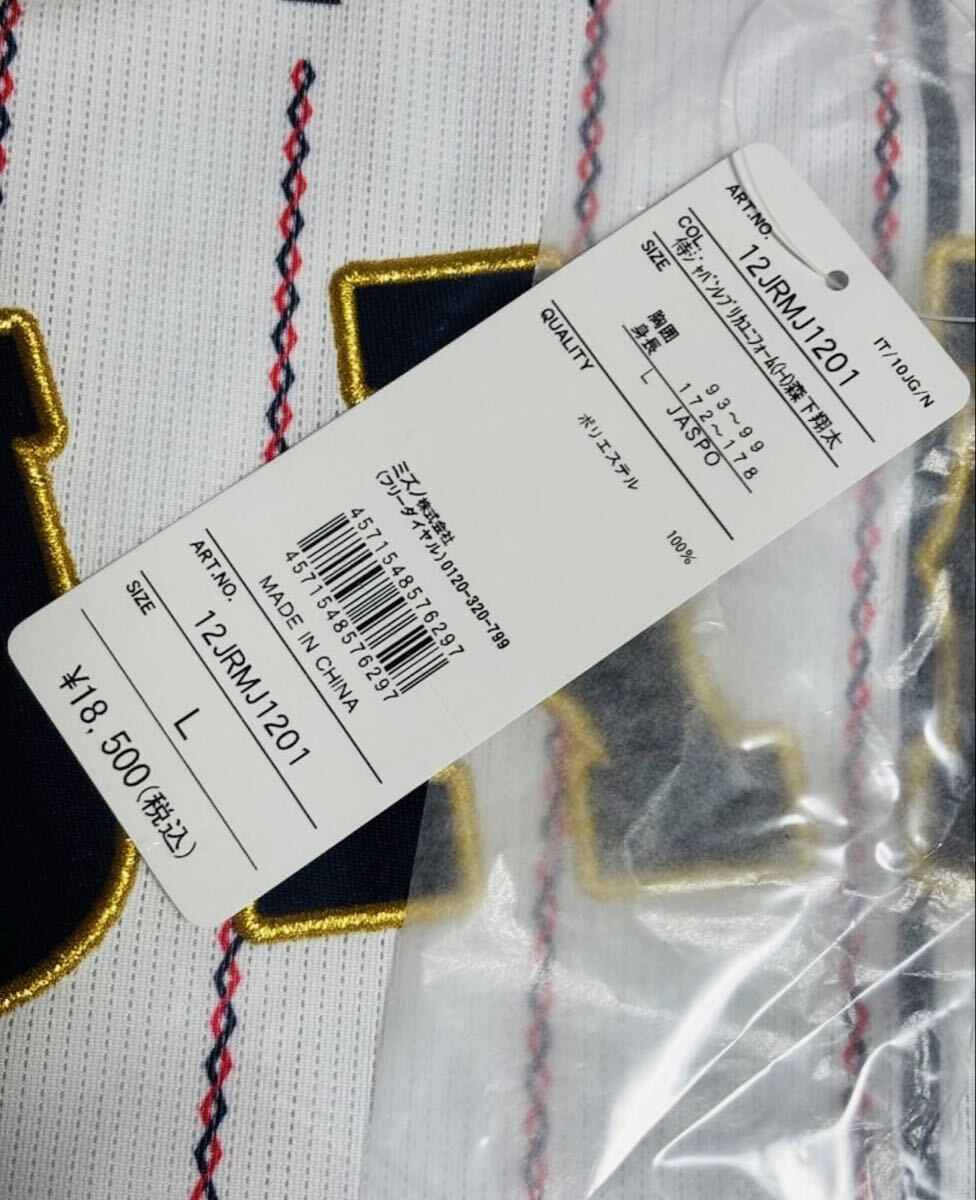 IT/10JG/N
ART.NO. 12JRMJ1201
COL. 侍ジャパンレプリカユニフォーム(H)森下翔太
SIZE
胸囲 93~99
身長 172~178
L JASPO
QUALITY
ポリエステル 100%
ミズノ株式会社
(フリーダイヤル)0120-320-799
4571548576297
4571548576297
MADE IN CHINA
ART.NO. 12JRMJ1201
SIZE L
¥18,500(税込)